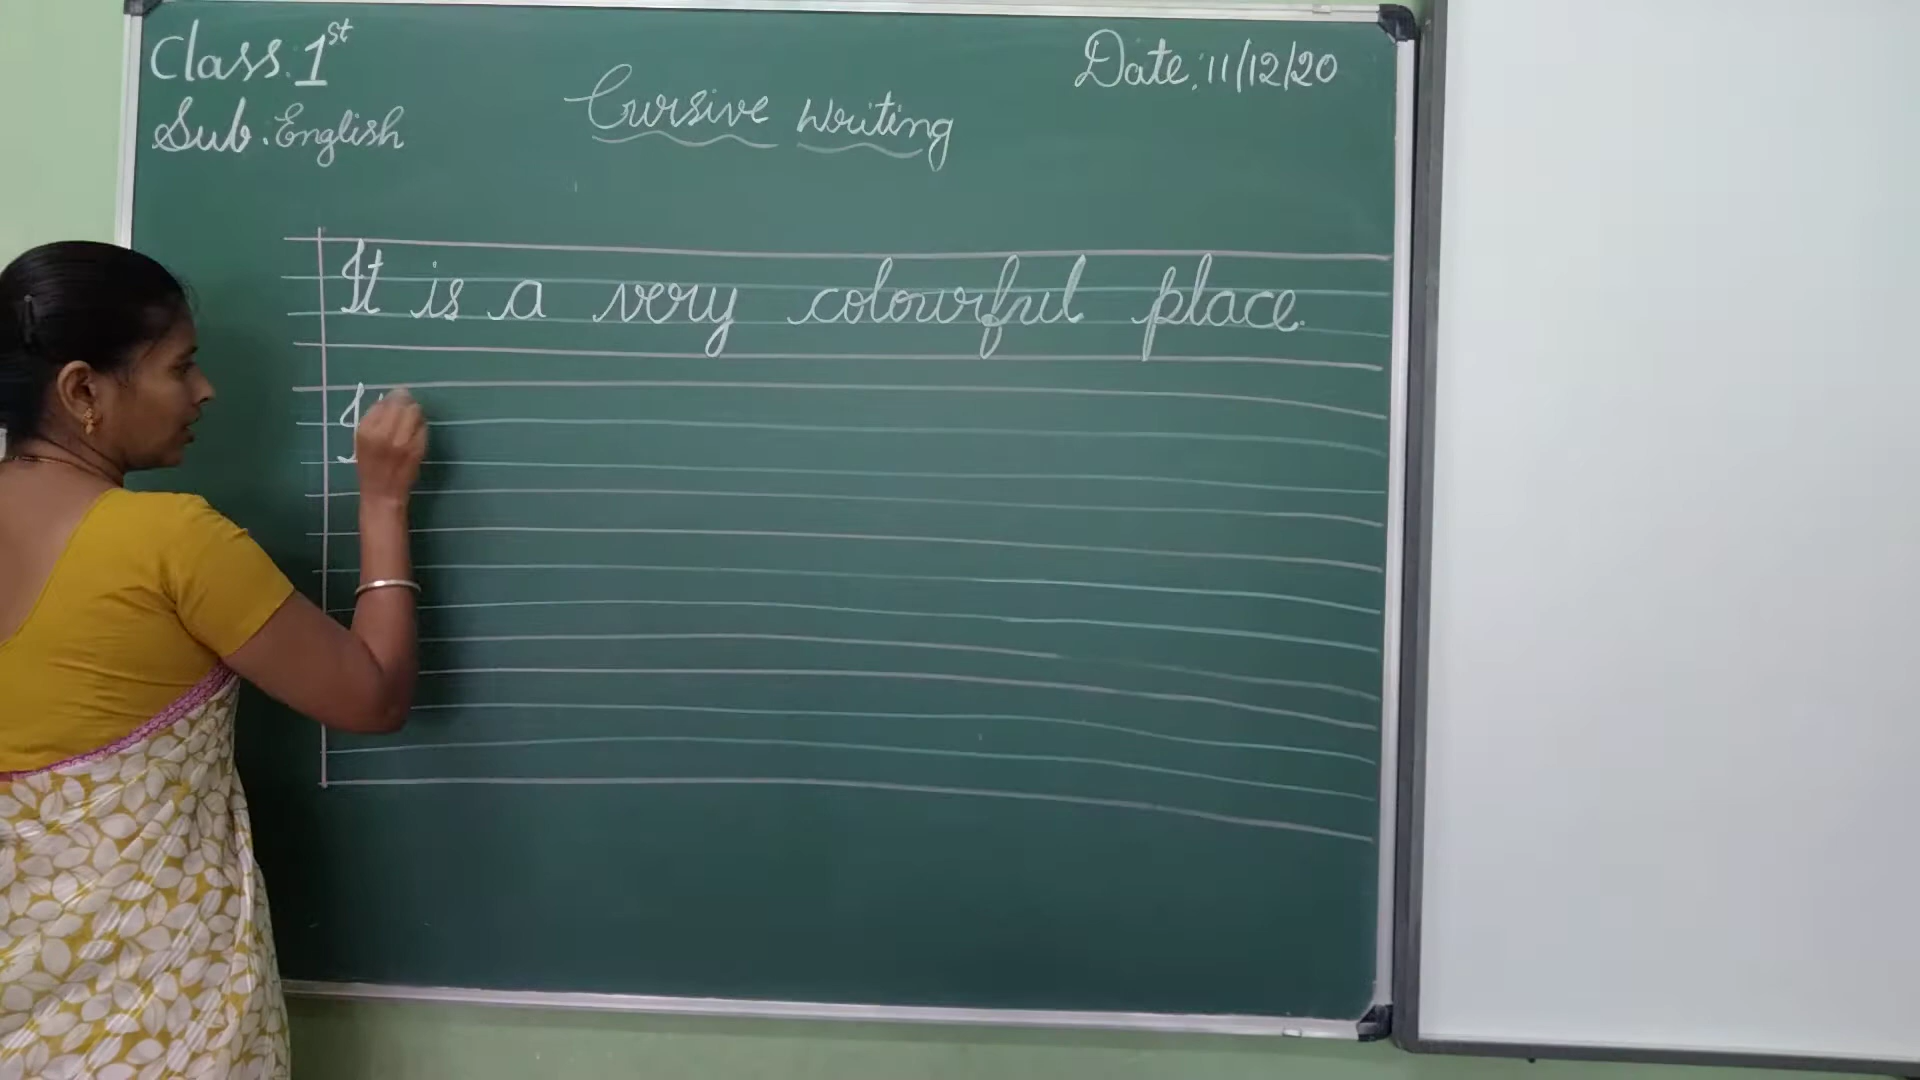 Class: 1st
Date: 11/12/20
Sub. English
Cursive Writing
It is a very colourful place.
I